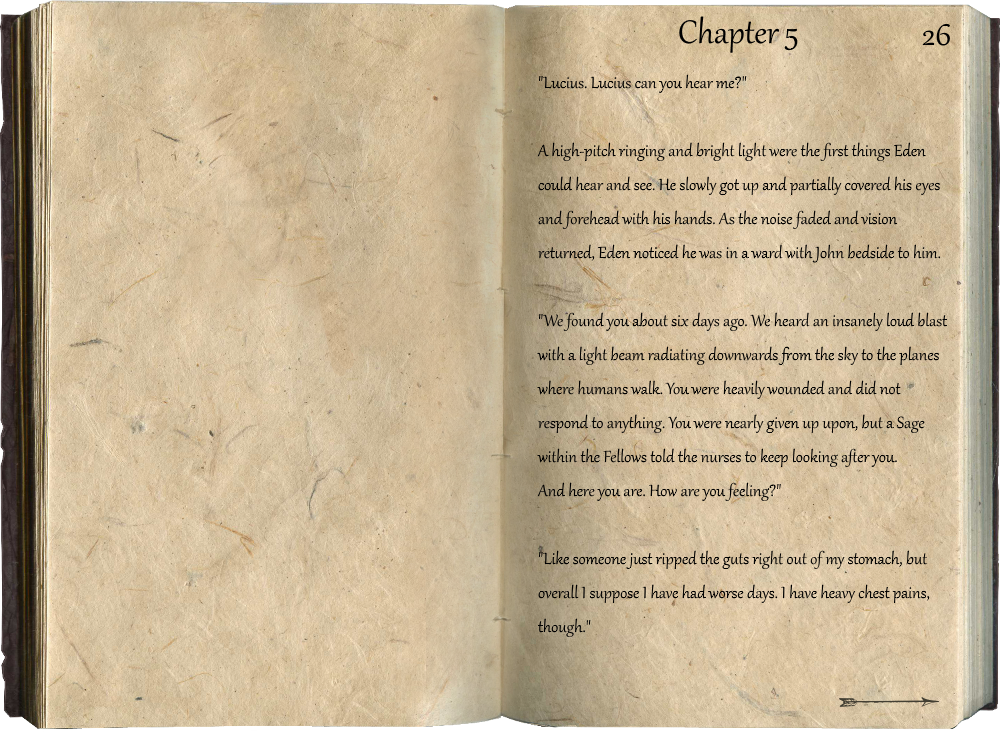 Chapter 5
26
"Lucius. Lucius can you hear me?"
A high-pitch ringing and bright light were the first things Eden
could hear and see. He slowly got up and partially covered his eyes
and forehead with his hands. As the noise faded and vision
returned, Eden noticed he was in a ward with John bedside to him.
"We found you about six days ago. We heard an insanely loud blast
with a light beam radiating downwards from the sky to the planes
where humans walk. You were heavily wounded and did not
respond to anything. You were nearly given up upon, but a Sage
within the Fellows told the nurses to keep looking after you.
And here you are. How are you feeling?"
"Like someone just ripped the guts right out of my stomach, but
overall I suppose I have had worse days. I have heavy chest pains,
though."